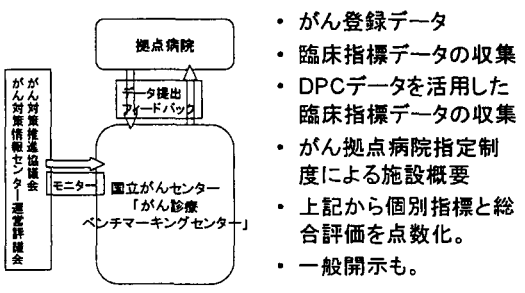 拠点病院
データ提出
フィードバック
がん対策推進協議会
がん対策情報センター運営評議会
モニター
国立がんセンター
「がん診療
ベンチマーキングセンター」
・ がん登録データ
・ 臨床指標データの収集
・ DPCデータを活用した
臨床指標データの収集
・ がん拠点病院指定制
度による施設概要
・ 上記から個別指標と総
合評価を点数化。
・ 一般開示も。